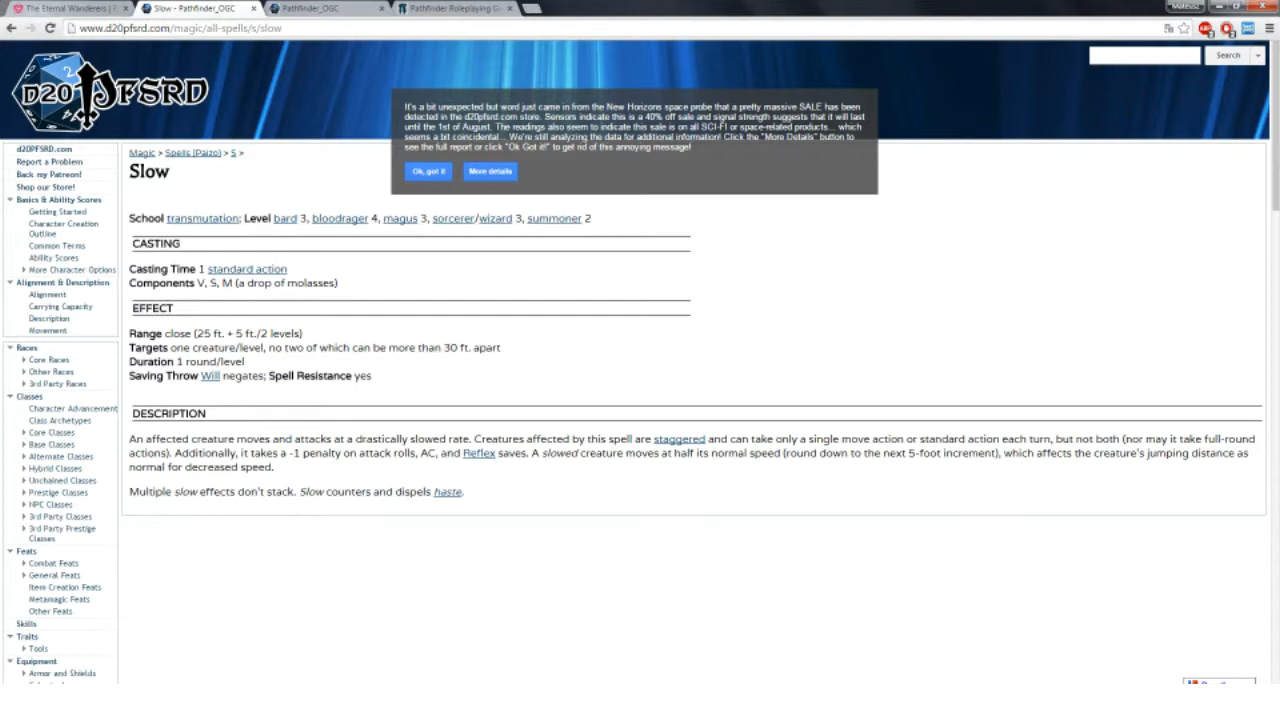 The Eternal Wanderers |
Slow - Pathfinder_OGC
Pathfinder_OGC
Pathfinder Roleplaying G
Mateusz
www.d20pfsrd.com/magic/all-spells/s/slow
D20PFSRD
Search
It's a bit unexpected but word just came in from the New Horizons space probe that a pretty massive SALE has been
detected in the d20pfsrd.com store. Sensors indicate this is a 40% off sale and signal strength suggests that it will last
until the 1st of August. The readings also seem to indicate this sale is on all SCI-FI or space-related products... which
seems a bit coincidental... We're still analyzing the data for additional information! Click the "More Details" button to
see the full report or click "Ok Got it!" to get rid of this annoying message!
Ok, got it
More details
d20PFSRD.com
Report a Problem
Back my Patreon!
Shop our Store!
Basics & Ability Scores
Getting Started
Character Creation
Outline
Common Terms
Ability Scores
More Character Options
Alignment & Description
Alignment
Carrying Capacity
Description
Movement
Races
Core Races
Other Races
3rd Party Races
Classes
Character Advancement
Class Archetypes
Core Classes
Base Classes
Alternate Classes
Hybrid Classes
Unchained Classes
Prestige Classes
NPC Classes
3rd Party Classes
3rd Party Prestige
Classes
Feats
Combat Feats
General Feats
Item Creation Feats
Metamagic Feats
Other Feats
Skills
Traits
Tools
Equipment
Armor and Shields
Magic > Spells (Paizo) > S >
Slow
School transmutation; Level bard 3, bloodrager 4, magus 3, sorcerer/wizard 3, summoner 2
CASTING
Casting Time 1 standard action
Components V, S, M (a drop of molasses)
EFFECT
Range close (25 ft. + 5 ft./2 levels)
Targets one creature/level, no two of which can be more than 30 ft. apart
Duration 1 round/level
Saving Throw Will negates; Spell Resistance yes
DESCRIPTION
An affected creature moves and attacks at a drastically slowed rate. Creatures affected by this spell are staggered and can take only a single move action or standard action each turn, but not both (nor may it take full-round
actions). Additionally, it takes a -1 penalty on attack rolls, AC, and Reflex saves. A slowed creature moves at half its normal speed (round down to the next 5-foot increment), which affects the creature's jumping distance as
normal for decreased speed.
Multiple slow effects don't stack. Slow counters and dispels haste.